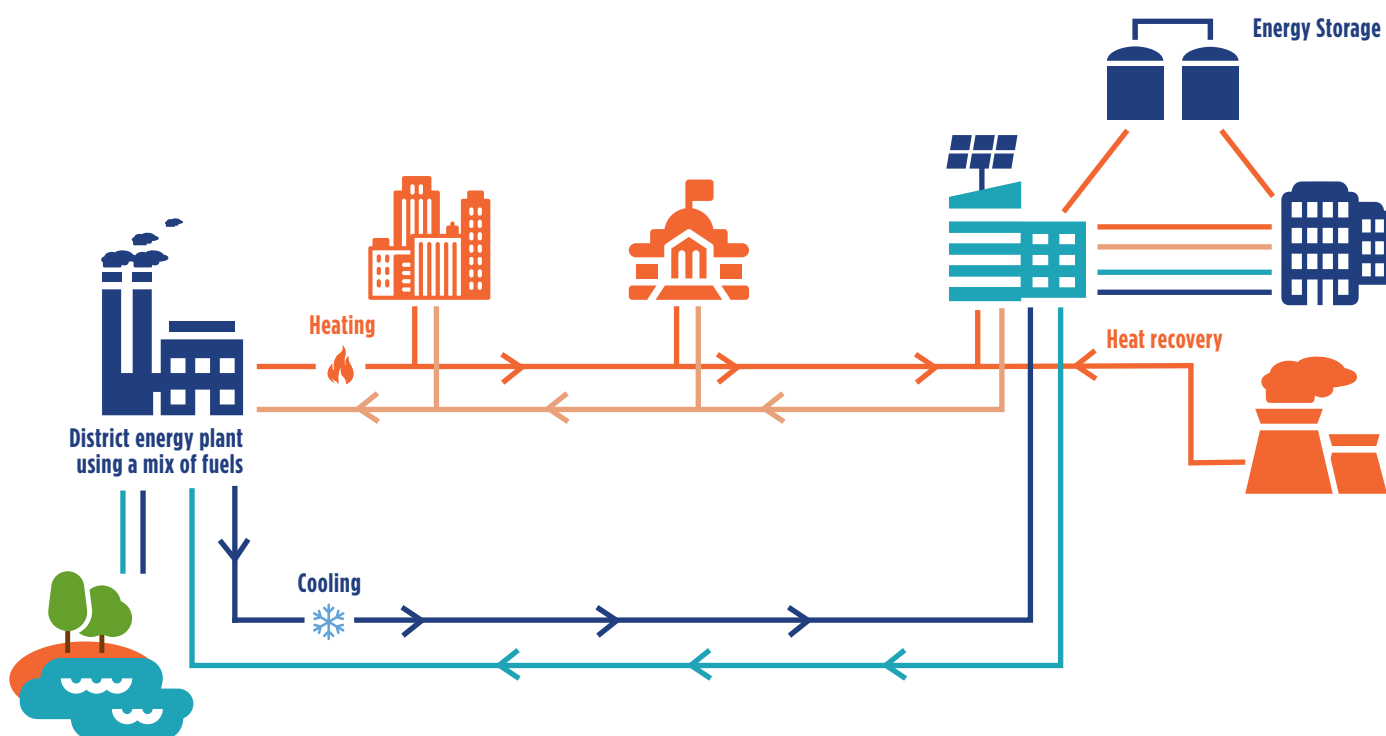 Energy Storage
Heating
Heat recovery
District energy plant
using a mix of fuels
Cooling